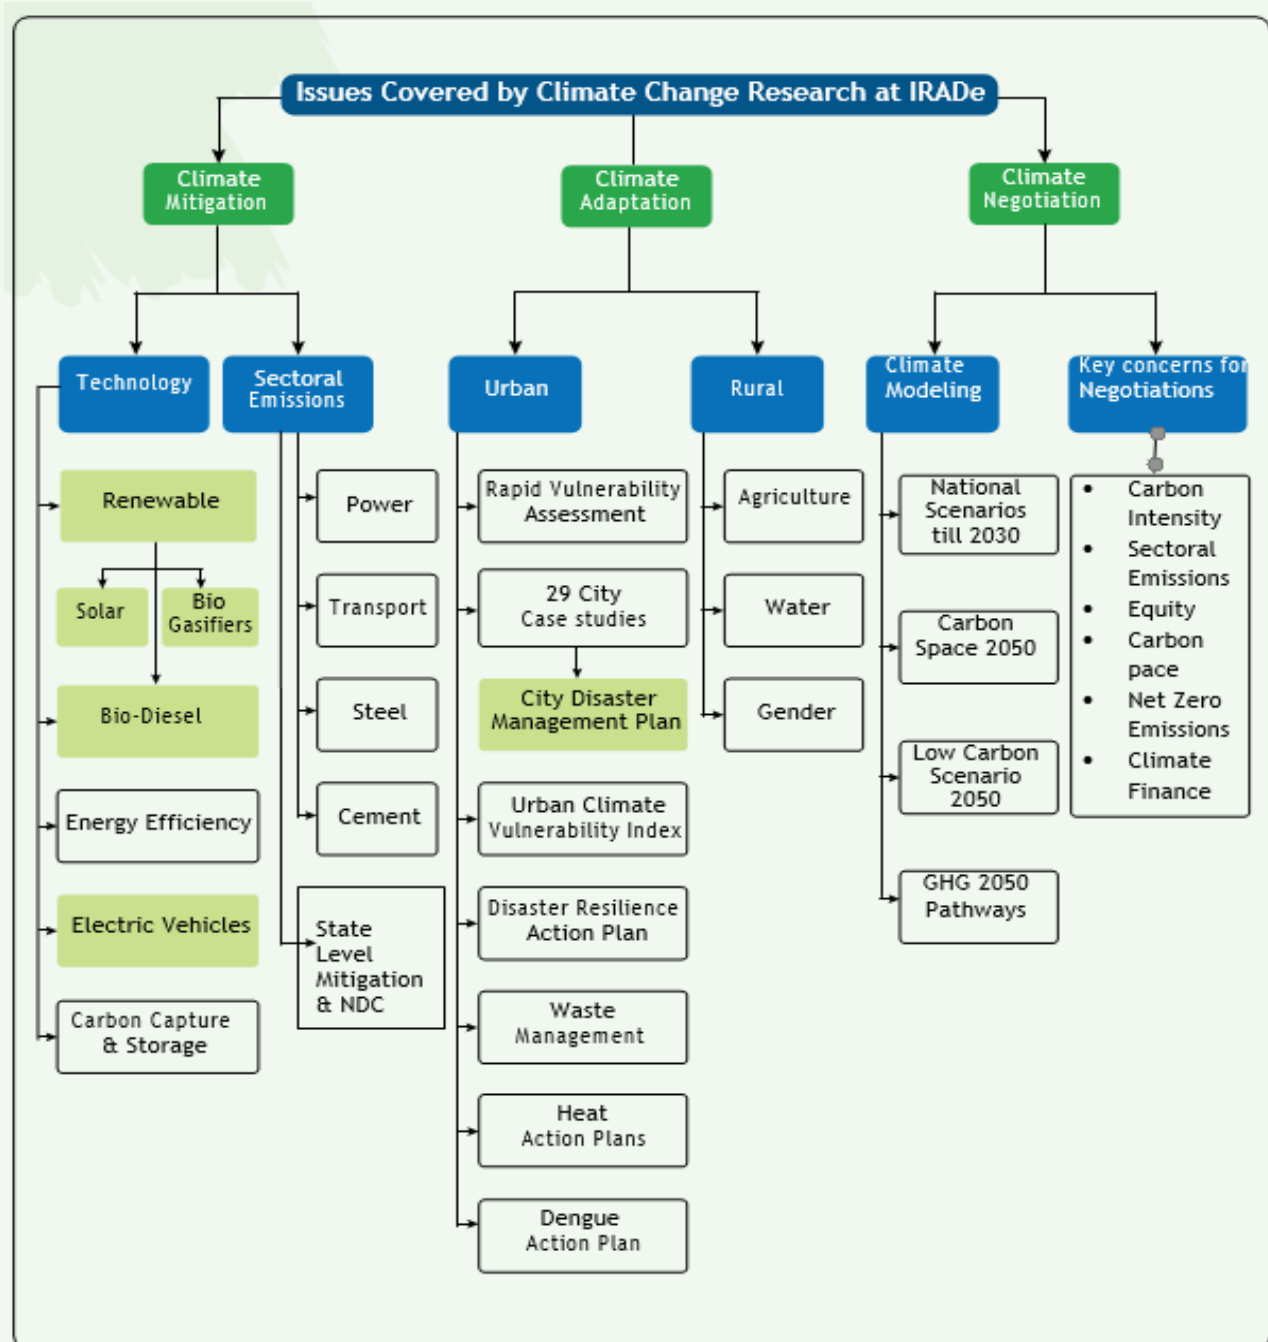 Issues Covered by Climate Change Research at IRADe
Climate
Mitigation
Climate
Adaptation
Climate
Negotiation
Technology
Sectoral
Emissions
Urban
Rural
Climate
Modeling
Key concerns for
Negotiations
Renewable
Solar
Bio
Gasifiers
Bio-Diesel
Energy Efficiency
Electric Vehicles
Carbon Capture
& Storage
Power
Transport
Steel
Cement
State
Level
Mitigation
& NDC
Rapid Vulnerability
Assessment
29 City
Case studies
City Disaster
Management Plan
Urban Climate
Vulnerability Index
Disaster Resilience
Action Plan
Waste
Management
Heat
Action Plans
Dengue
Action Plan
Agriculture
Water
Gender
National
Scenarios
till 2030
Carbon
Space 2050
Low Carbon
Scenario
2050
GHG 2050
Pathways
• Carbon
Intensity
• Sectoral
Emissions
• Equity
• Carbon
pace
• Net Zero
Emissions
• Climate
Finance